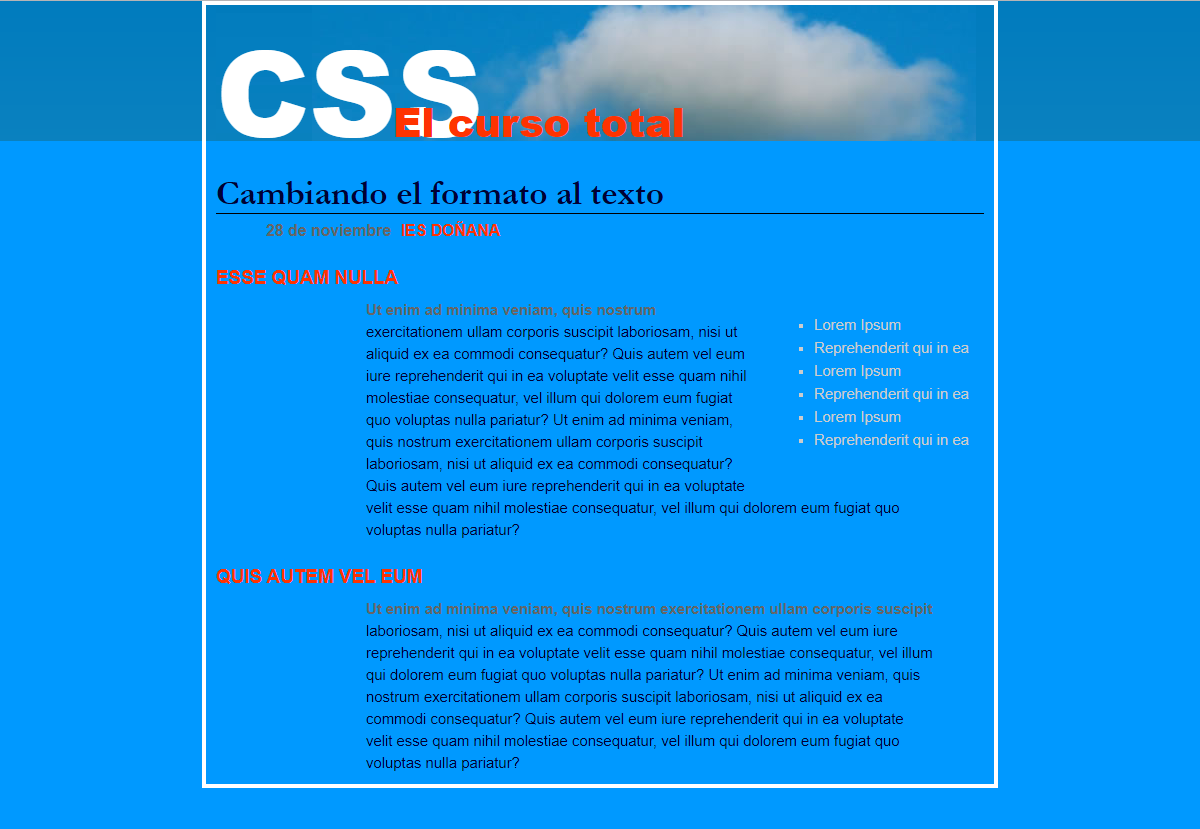 CSS
El curso total
Cambiando el formato al texto
28 de noviembre IES DOÑANA
ESSE QUAM NULLA
Ut enim ad minima veniam, quis nostrum
exercitationem ullam corporis suscipit laboriosam, nisi ut
aliquid ex ea commodi consequatur? Quis autem vel eum
iure reprehenderit qui in ea voluptate velit esse quam nihil
molestiae consequatur, vel illum qui dolorem eum fugiat
quo voluptas nulla pariatur? Ut enim ad minima veniam,
quis nostrum exercitationem ullam corporis suscipit
laboriosam, nisi ut aliquid ex ea commodi consequatur?
Quis autem vel eum iure reprehenderit qui in ea voluptate
velit esse quam nihil molestiae consequatur, vel illum qui dolorem eum fugiat quo
voluptas nulla pariatur?
Lorem Ipsum
Reprehenderit qui in ea
Lorem Ipsum
Reprehenderit qui in ea
Lorem Ipsum
Reprehenderit qui in ea
QUIS AUTEM VEL EUM
Ut enim ad minima veniam, quis nostrum exercitationem ullam corporis suscipit
laboriosam, nisi ut aliquid ex ea commodi consequatur? Quis autem vel eum iure
reprehenderit qui in ea voluptate velit esse quam nihil molestiae consequatur, vel illum
qui dolorem eum fugiat quo voluptas nulla pariatur? Ut enim ad minima veniam, quis
nostrum exercitationem ullam corporis suscipit laboriosam, nisi ut aliquid ex ea
commodi consequatur? Quis autem vel eum iure reprehenderit qui in ea voluptate
velit esse quam nihil molestiae consequatur, vel illum qui dolorem eum fugiat quo
voluptas nulla pariatur?